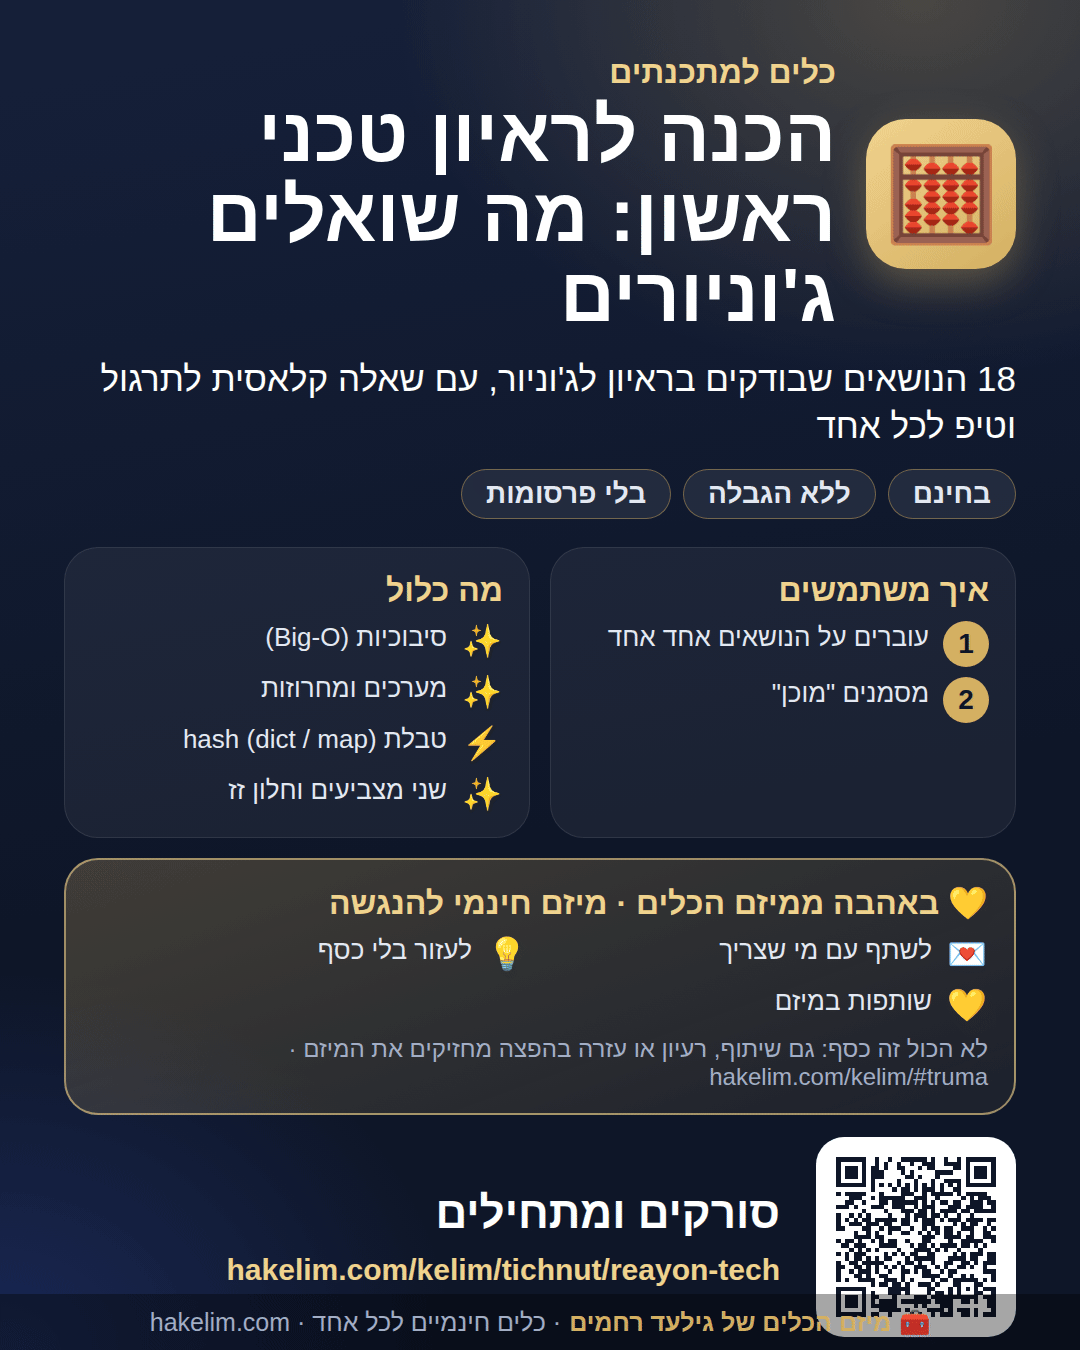 כלים למתכנתים
הכנה לראיון טכני
ראשון: מה שואלים
ג'וניורים
18 הנושאים שבודקים בראיון לג'וניור, עם שאלה קלאסית לתרגול
וטיפ לכל אחד
בחינם
ללא הגבלה
בלי פרסומות
איך משתמשים
1 עוברים על הנושאים אחד אחד
2 מסמנים "מוכן"
מה כלול
סיבוכיות (Big-O)
מערכים ומחרוזות
טבלת hash (dict / map)
שני מצביעים וחלון זז
באהבה ממיזם הכלים · מיזם חינמי להנגשה
לשתף עם מי שצריך
לעזור בלי כסף
שותפות במיזם
לא הכול זה כסף: גם שיתוף, רעיון או עזרה בהפצה מחזיקים את המיזם ·
hakelim.com/kelim/#truma
סורקים ומתחילים
hakelim.com/kelim/tichnut/reayon-tech
מיזם הכלים של גילעד רחמים · כלים חינמיים לכל אחד · hakelim.com